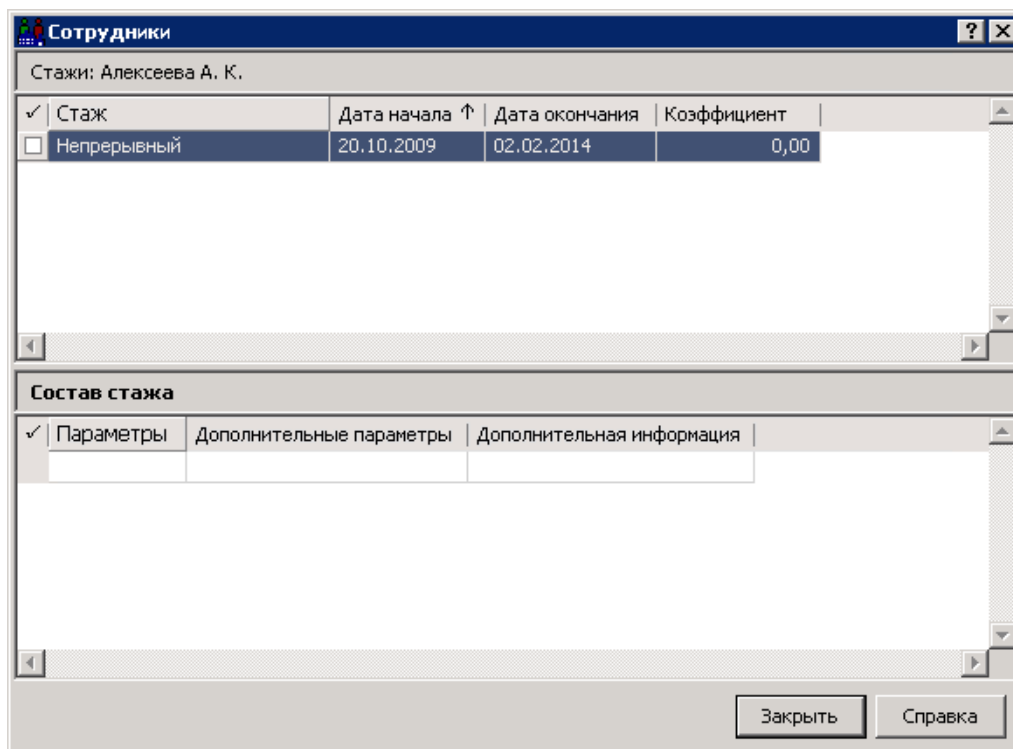 Сотрудники
Стажи: Алексеева А. К.
Стаж Дата начала ↑ Дата окончания Коэффициент
Непрерывный 20.10.2009 02.02.2014 0,00
Состав стажа
Параметры Дополнительные параметры Дополнительная информация
Закрыть Справка